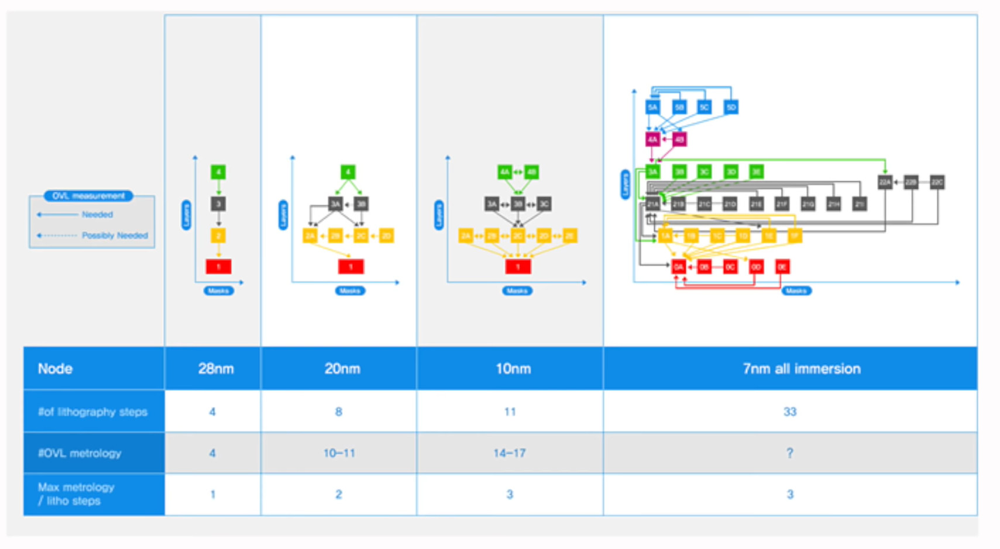 5A 5B 5C 5D
4A 4B
4 4 4A 4B 3A 3B 3C 3D 3E
22A 22B 22C
OVL measurement
Needed
Possibly Needed
Layers
3
Layers
3A 3B
Layers
3A 3B 3C
Layers
21A 21B 21C 21D 21E 21F 21G 21H 21I
2
2A 2B 2C 2D
2A 2B 2C 2D 2E
1A 1B 1C 1D 1E 1F
1
1
1
0A 0B 0C 0D 0E
Masks
Masks
Masks
Masks
Node 28nm 20nm 10nm 7nm all immersion
#of lithography steps 4 8 11 33
#OVL metrology 4 10–11 14–17 ?
Max metrology
/ litho steps 1 2 3 3